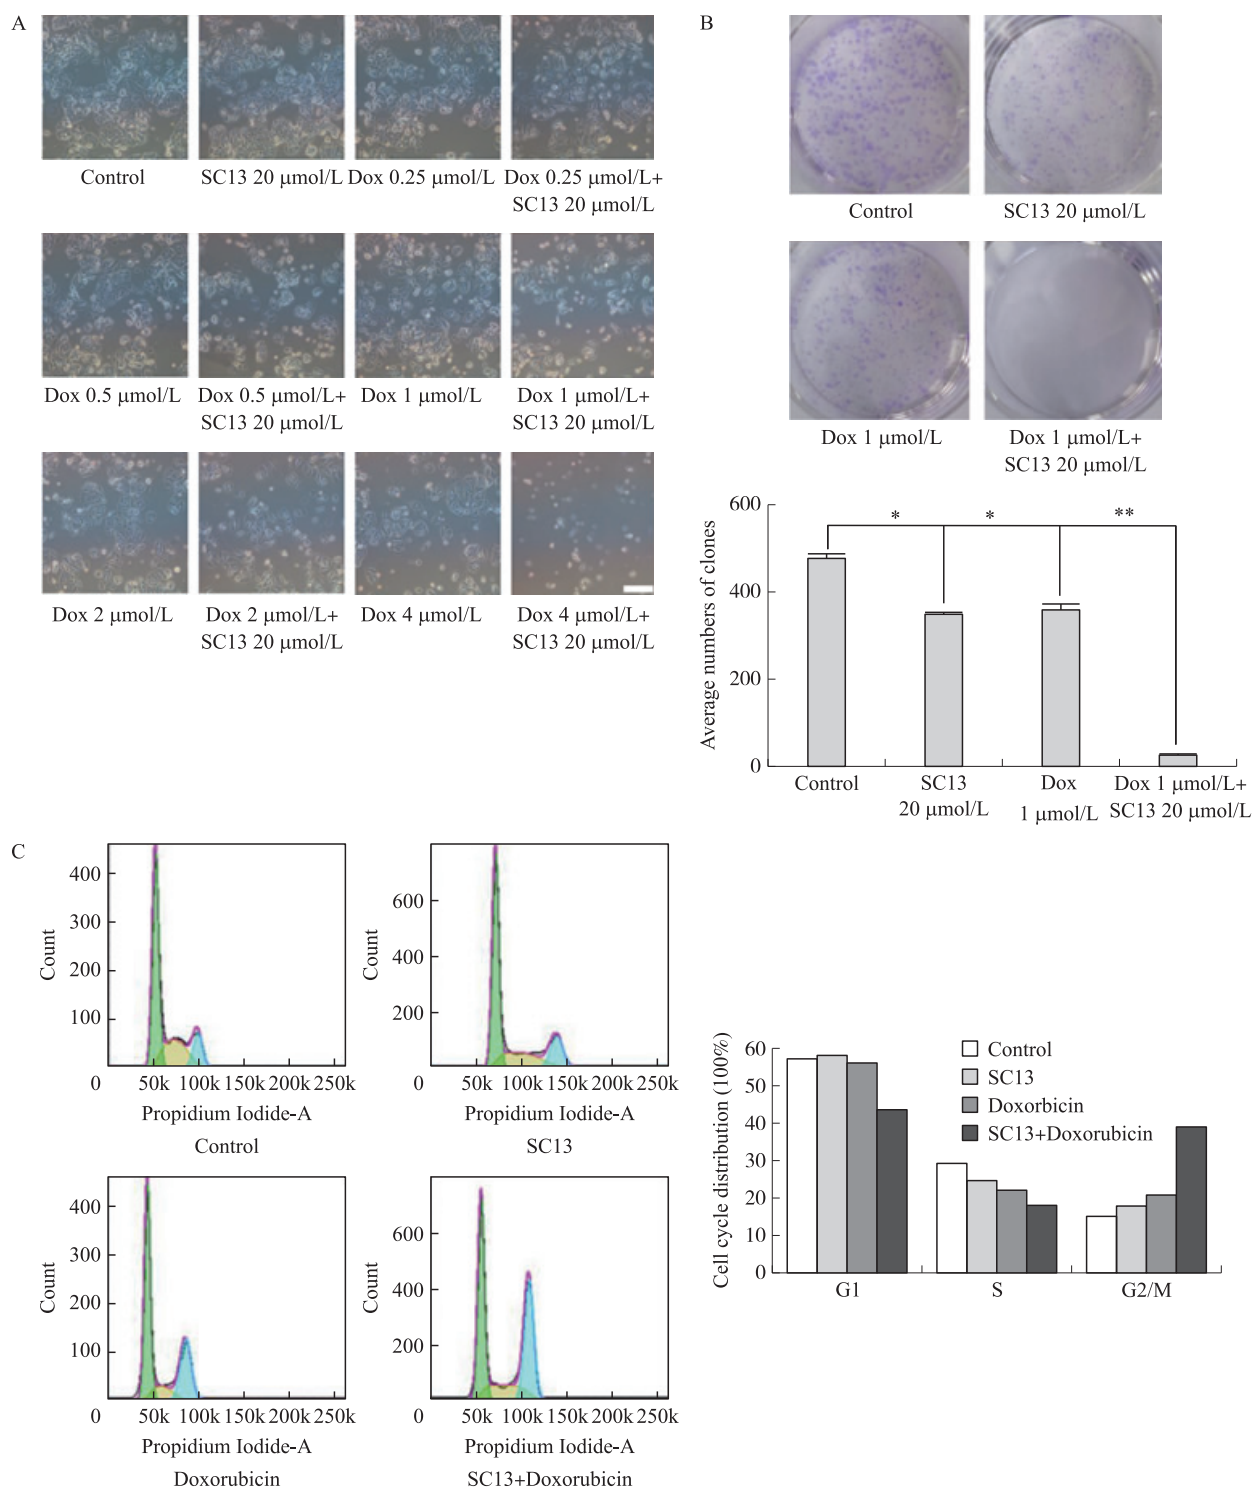 A
Control
SC13 20 μmol/L
Dox 0.25 μmol/L
Dox 0.25 μmol/L+
SC13 20 μmol/L
Dox 0.5 μmol/L
Dox 0.5 μmol/L+
SC13 20 μmol/L
Dox 1 μmol/L
Dox 1 μmol/L+
SC13 20 μmol/L
Dox 2 μmol/L
Dox 2 μmol/L+
SC13 20 μmol/L
Dox 4 μmol/L
Dox 4 μmol/L+
SC13 20 μmol/L
B
Control
SC13 20 μmol/L
Dox 1 μmol/L
Dox 1 μmol/L+
SC13 20 μmol/L
Average numbers of clones
600
400
200
0
*
*
**
Control
SC13
20 μmol/L
Dox
1 μmol/L
Dox 1 μmol/L+
SC13 20 μmol/L
C
Count
400
300
200
100
0
50k 100k 150k 200k 250k
Propidium Iodide-A
Control
Count
600
400
200
0
50k 100k 150k 200k 250k
Propidium Iodide-A
SC13
Count
400
300
200
100
0
50k 100k 150k 200k 250k
Propidium Iodide-A
Doxorubicin
Count
600
400
200
0
50k 100k 150k 200k 250k
Propidium Iodide-A
SC13+Doxorubicin
Cell cycle distribution (100%)
60
50
40
30
20
10
0
Control
SC13
Doxorbicin
SC13+Doxorubicin
G1
S
G2/M